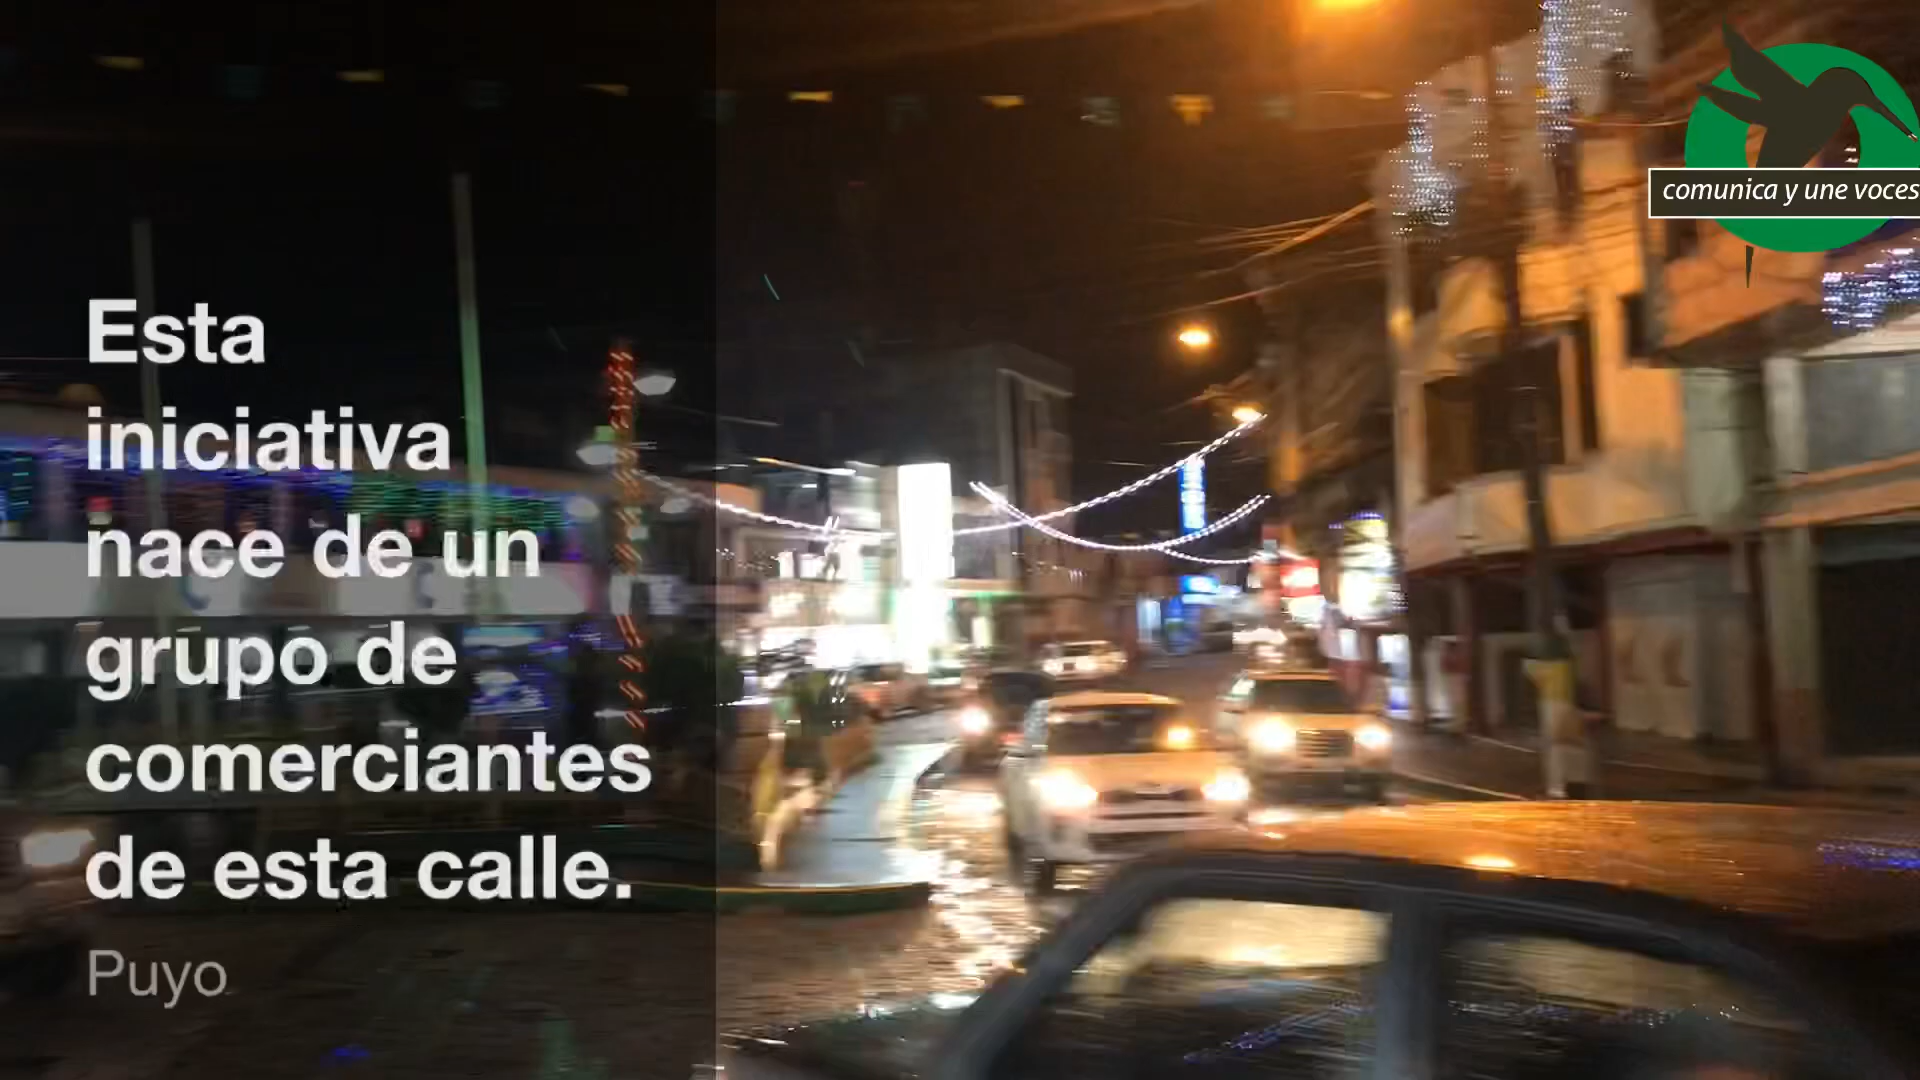 comunica y une voces
Esta
iniciativa
nace de un
grupo de
comerciantes
de esta calle.
Puyo